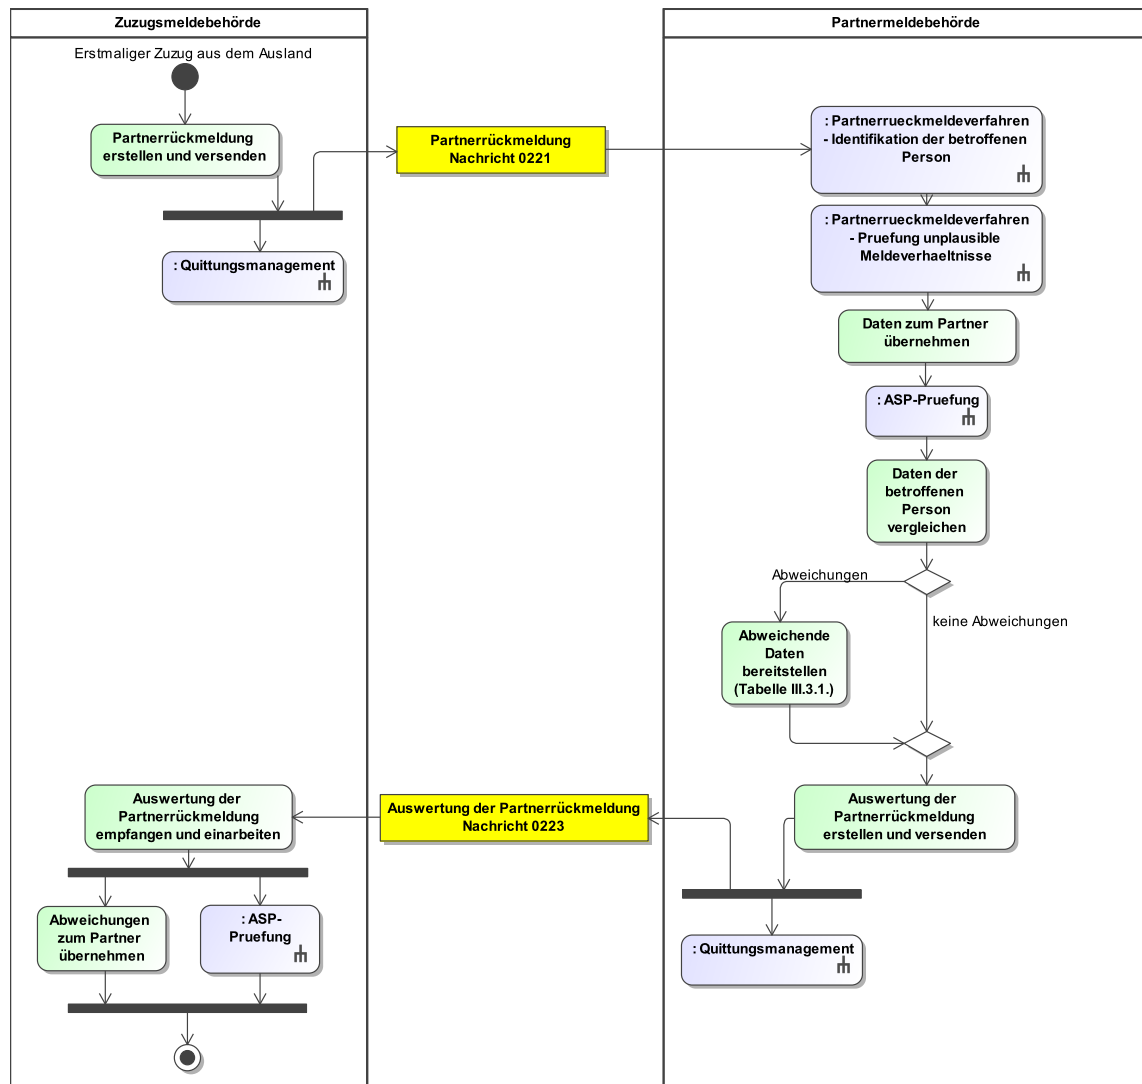 Zuzugsmeldebehörde
Partnermeldebehörde
Erstmaliger Zuzug aus dem Ausland
Partnerrückmeldung
erstellen und versenden
: Quittungsmanagement
Partnerrückmeldung
Nachricht 0221
: Partnerrueckmeldeverfahren
- Identifikation der betroffenen
Person
: Partnerrueckmeldeverfahren
- Pruefung unplausible
Meldeverhaeltnisse
Daten zum Partner
übernehmen
: ASP-Pruefung
Daten der
betroffenen
Person
vergleichen
Abweichungen
keine Abweichungen
Abweichende
Daten
bereitstellen
(Tabelle III.3.1.)
Auswertung der
Partnerrückmeldung
erstellen und versenden
: Quittungsmanagement
Auswertung der Partnerrückmeldung
Nachricht 0223
Auswertung der
Partnerrückmeldung
empfangen und einarbeiten
Abweichungen
zum Partner
übernehmen
: ASP-
Pruefung